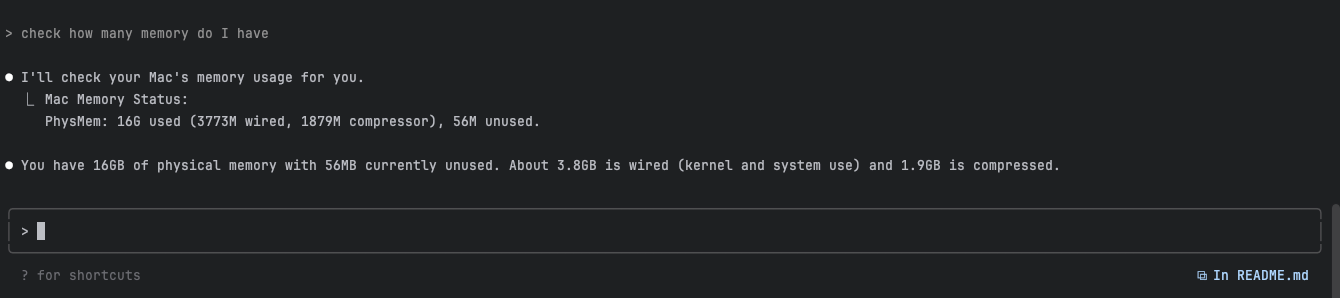 > check how many memory do I have
● I'll check your Mac's memory usage for you.
⎿ Mac Memory Status:
PhysMem: 16G used (3773M wired, 1879M compressor), 56M unused.
● You have 16GB of physical memory with 56MB currently unused. About 3.8GB is wired (kernel and system use) and 1.9GB is compressed.
>
? for shortcuts
⧉ In README.md